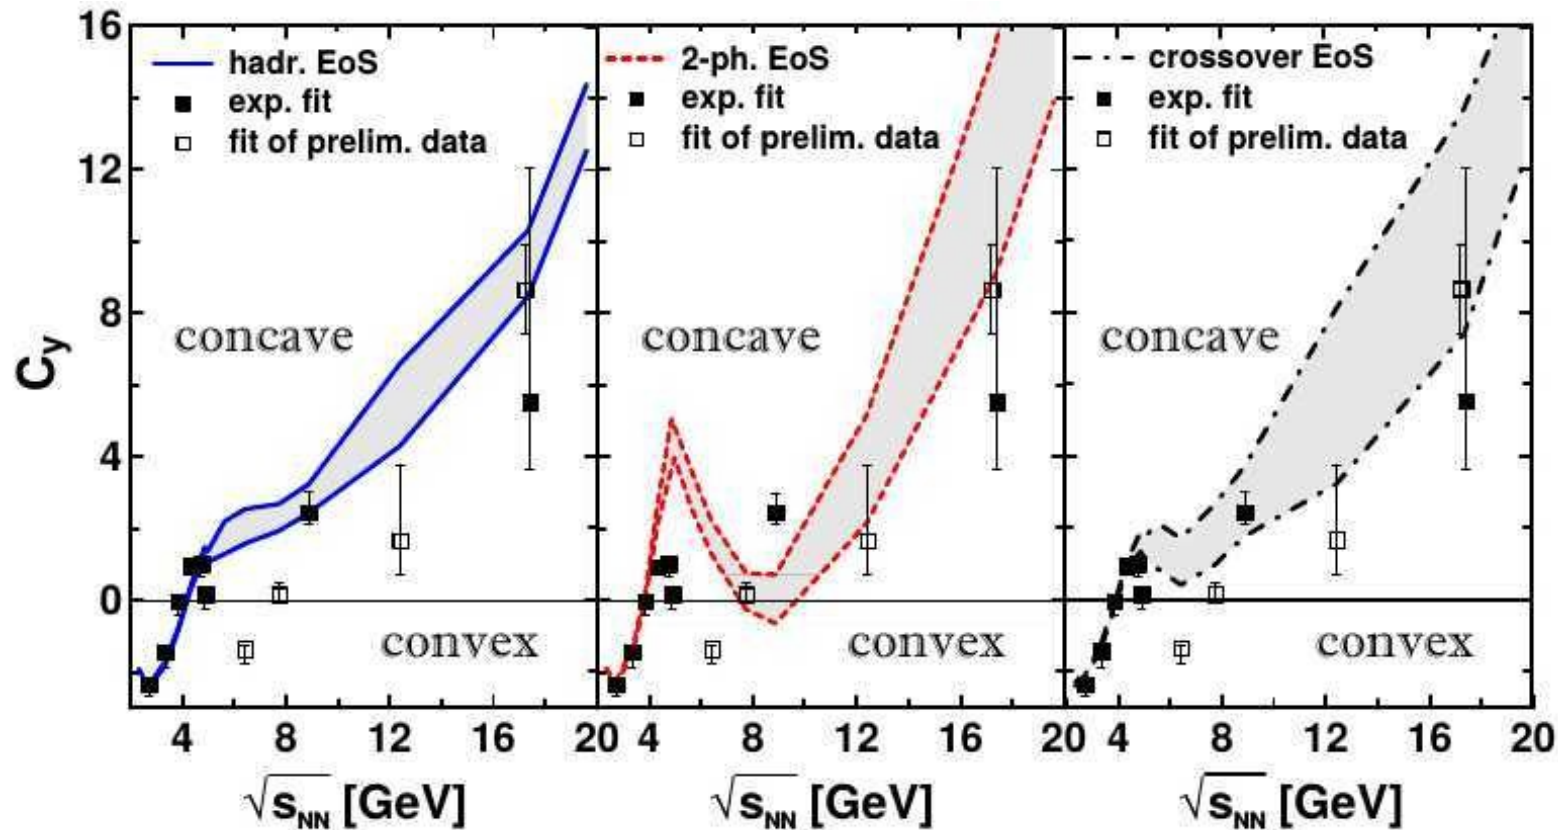 16
12
8
4
0
C_y
hadr. EoS
exp. fit
fit of prelim. data
concave
convex
2-ph. EoS
exp. fit
fit of prelim. data
concave
convex
crossover EoS
exp. fit
fit of prelim. data
concave
convex
4 8 12 16 20 4 8 12 16 20 4 8 12 16 20
√s_NN [GeV] √s_NN [GeV] √s_NN [GeV]